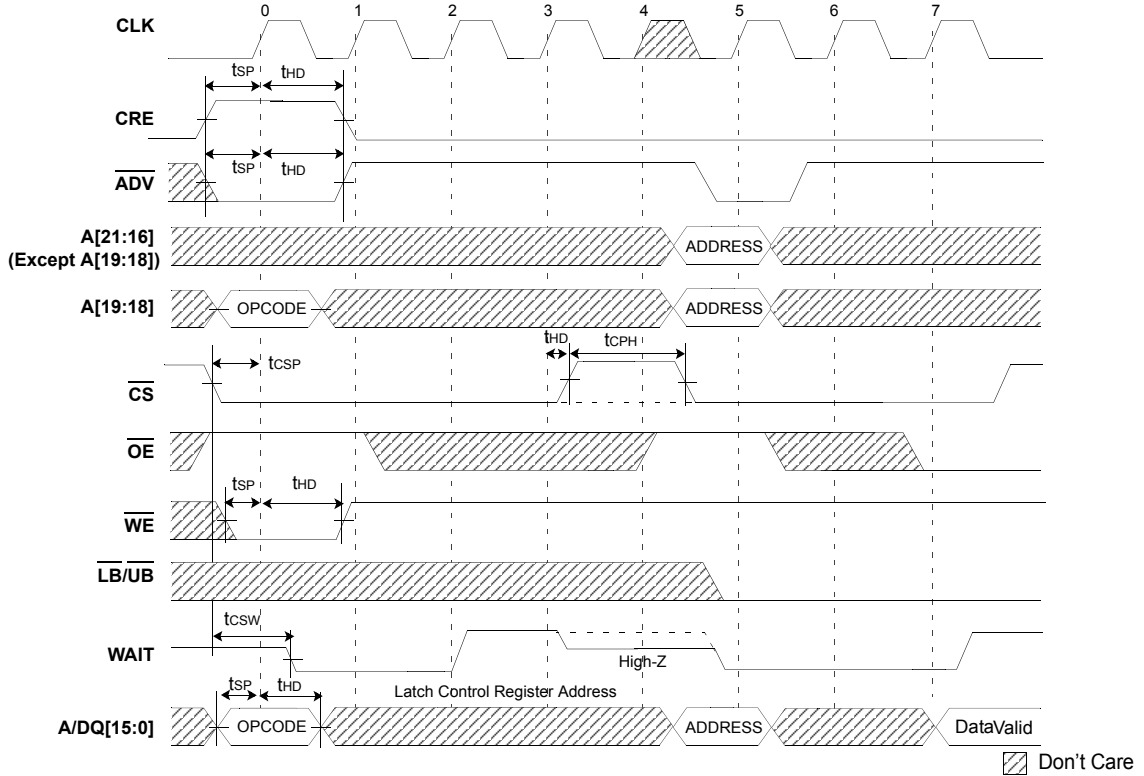 0 1 2 3 4 5 6 7
CLK
tSP tHD
CRE
tSP tHD
ADV
A[21:16]
(Except A[19:18])
ADDRESS
A[19:18]
OPCODE
ADDRESS
tHD tCPH
tCSP
CS
OE
tSP tHD
WE
LB/UB
tCSW
WAIT
High-Z
tSP tHD
Latch Control Register Address
A/DQ[15:0]
OPCODE
ADDRESS
DataValid
Don't Care